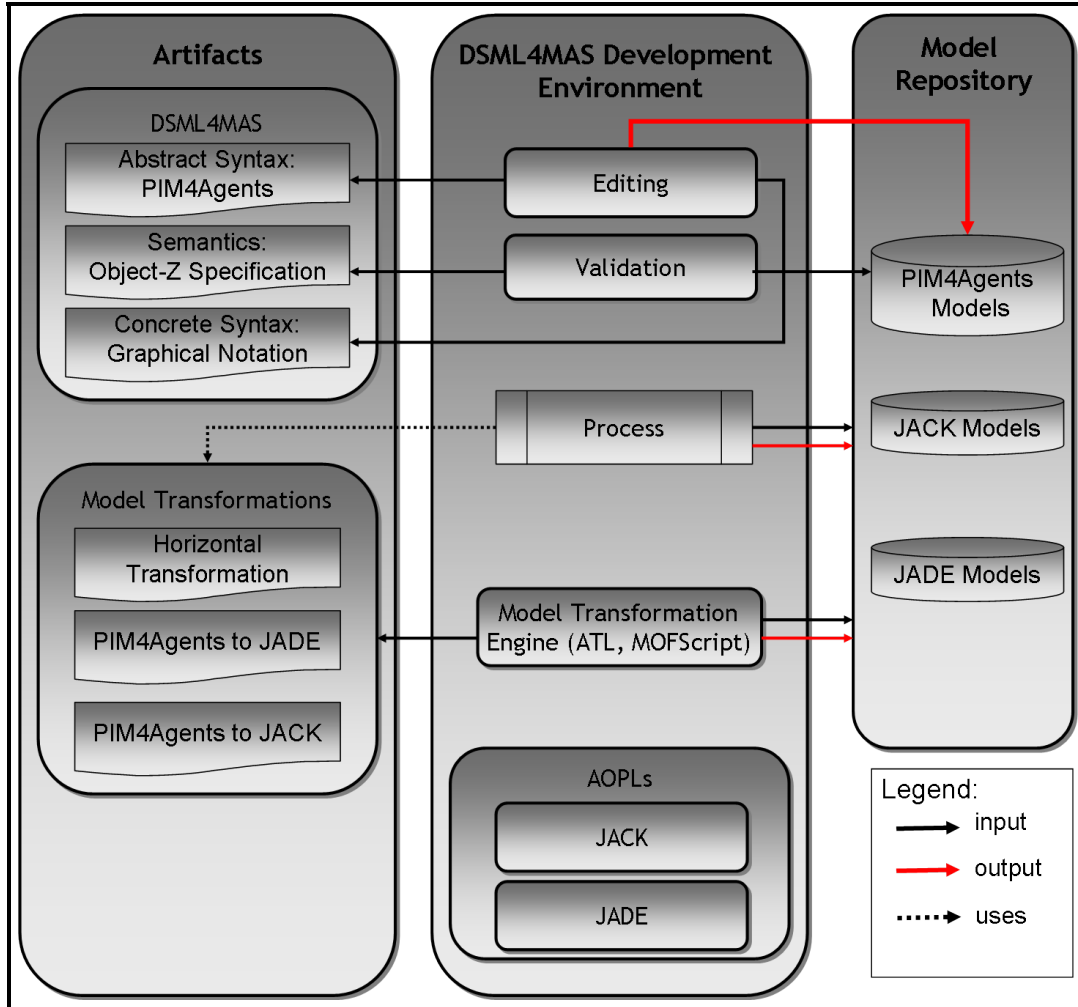 Artifacts
DSML4MAS
Abstract Syntax:
PIM4Agents
Semantics:
Object-Z Specification
Concrete Syntax:
Graphical Notation
Model Transformations
Horizontal
Transformation
PIM4Agents to JADE
PIM4Agents to JACK
DSML4MAS Development
Environment
Editing
Validation
Process
Model Transformation
Engine (ATL, MOFScript)
AOPLs
JACK
JADE
Model
Repository
PIM4Agents
Models
JACK Models
JADE Models
Legend:
input
output
uses